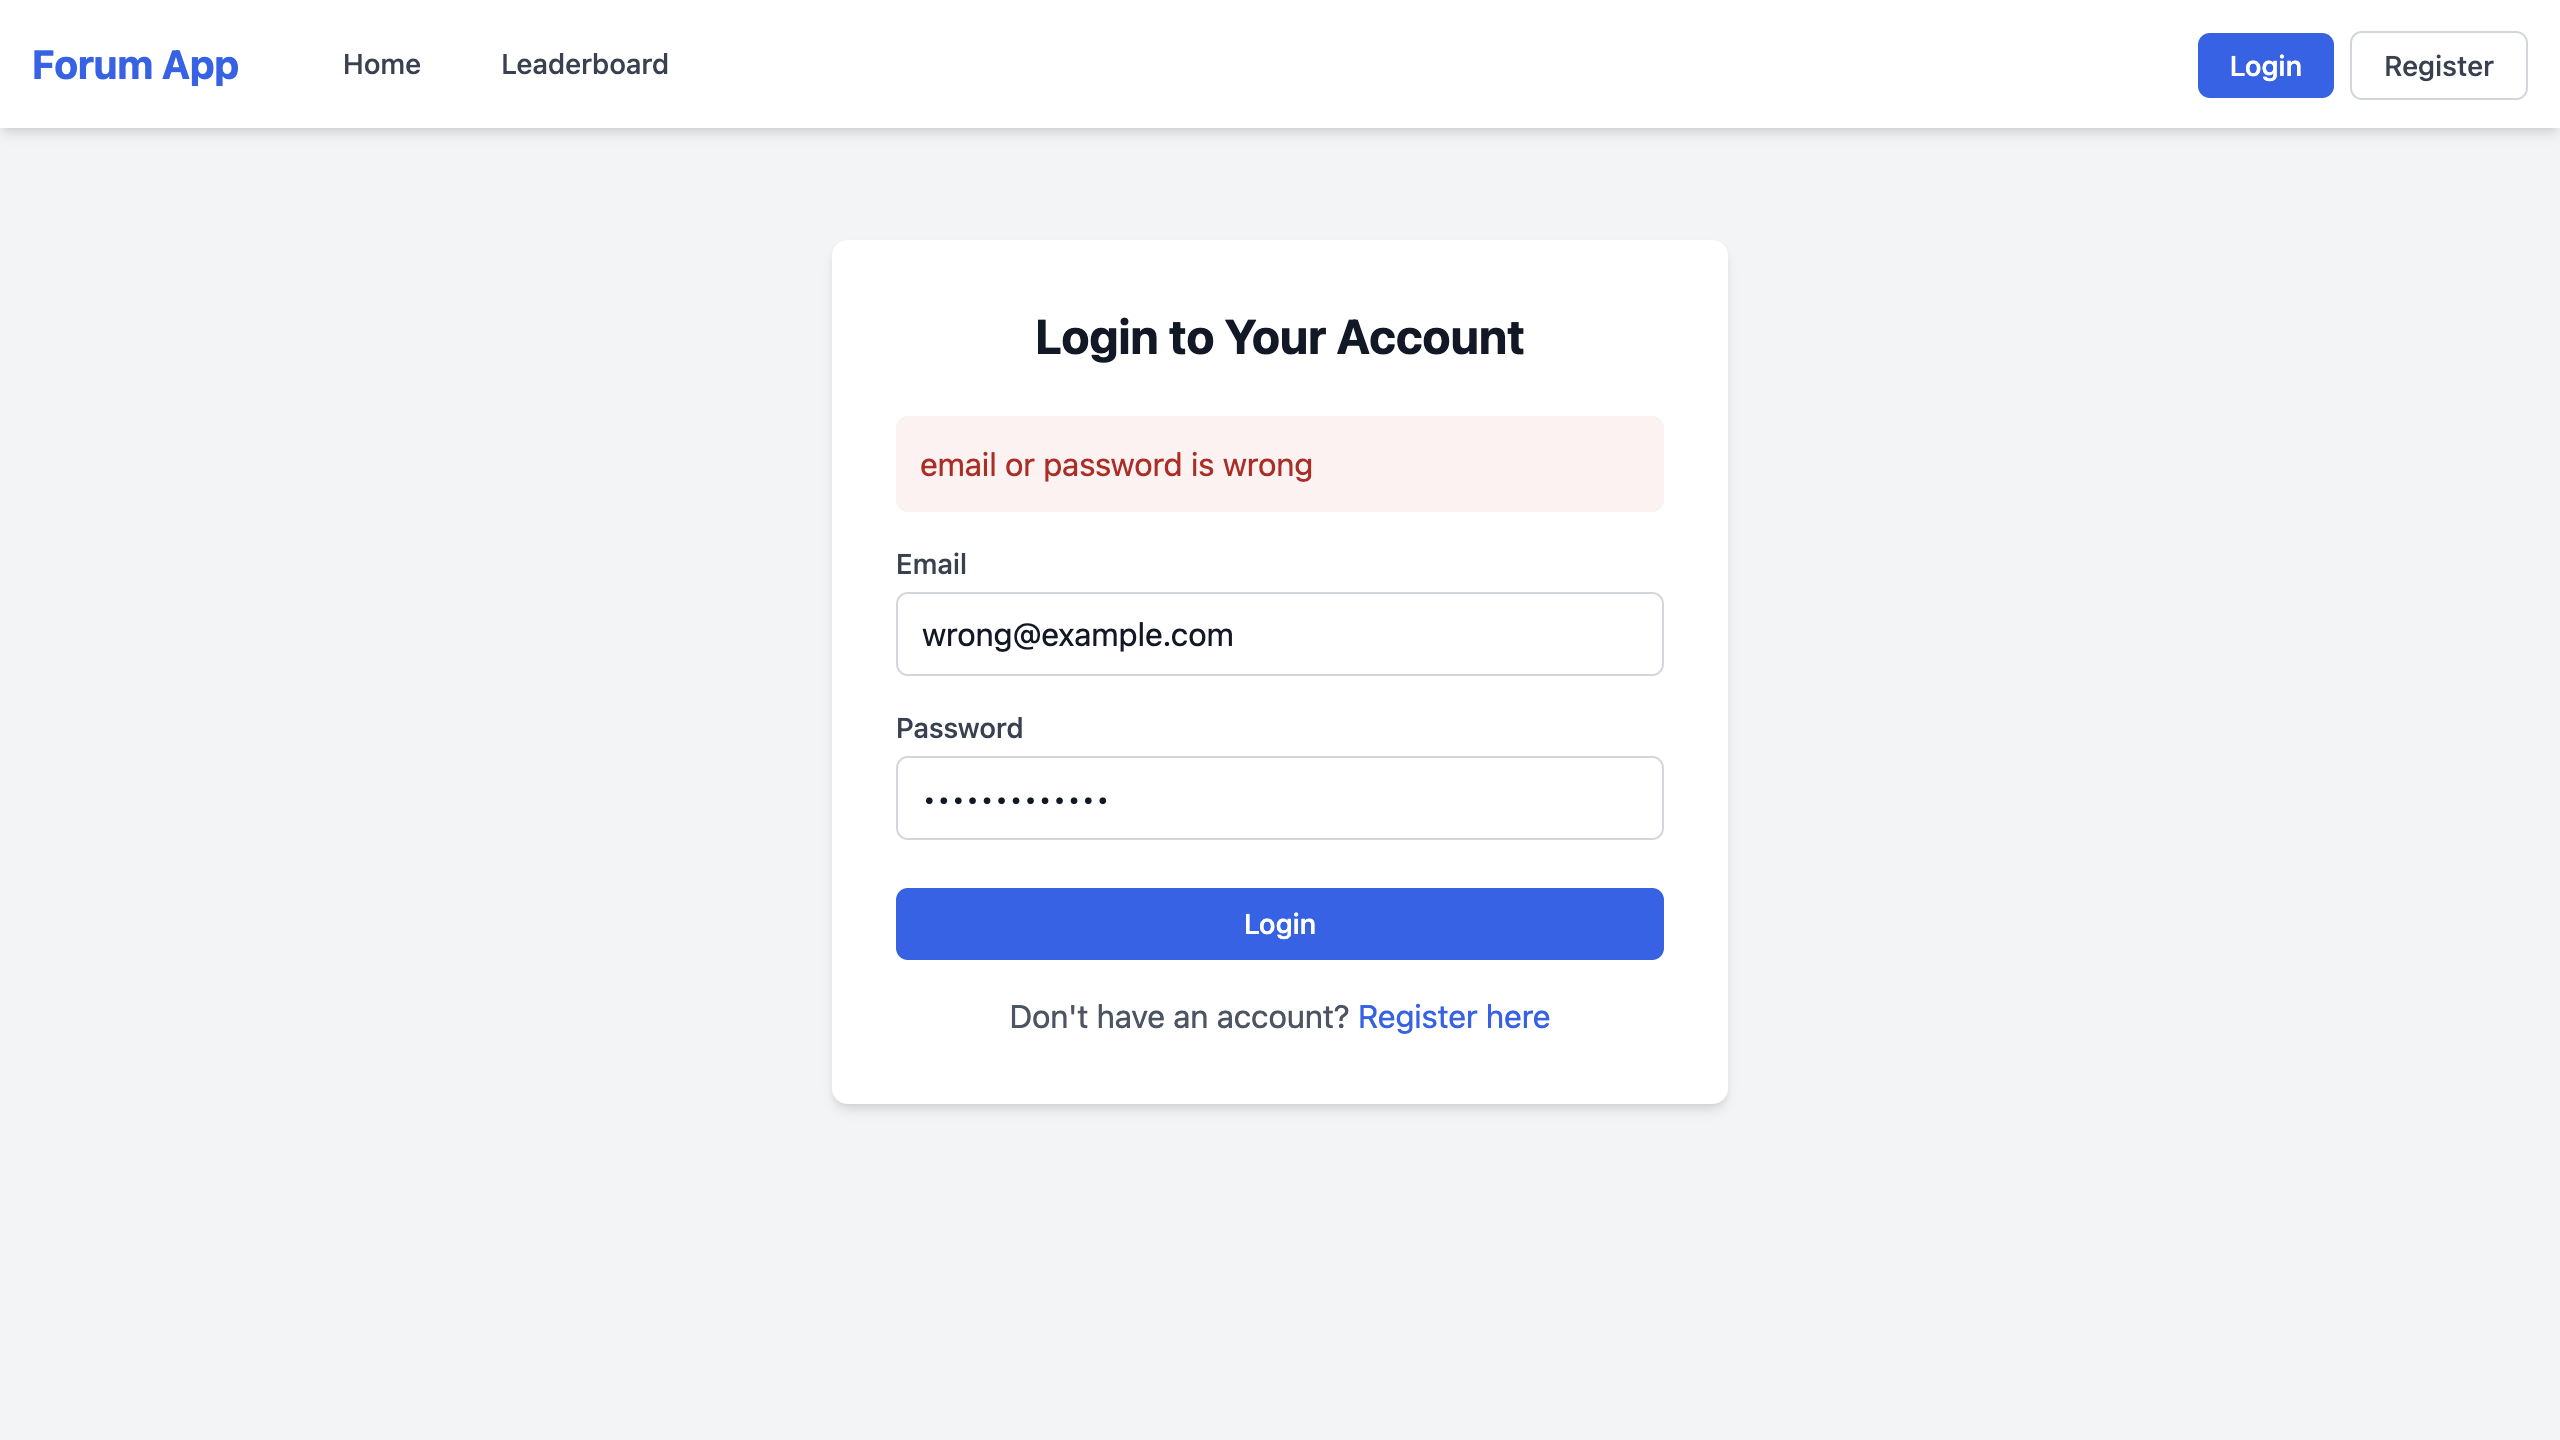 Forum App Home Leaderboard Login Register
Login to Your Account
email or password is wrong
Email
wrong@example.com
Password
•••••••••••••
Login
Don't have an account? Register here